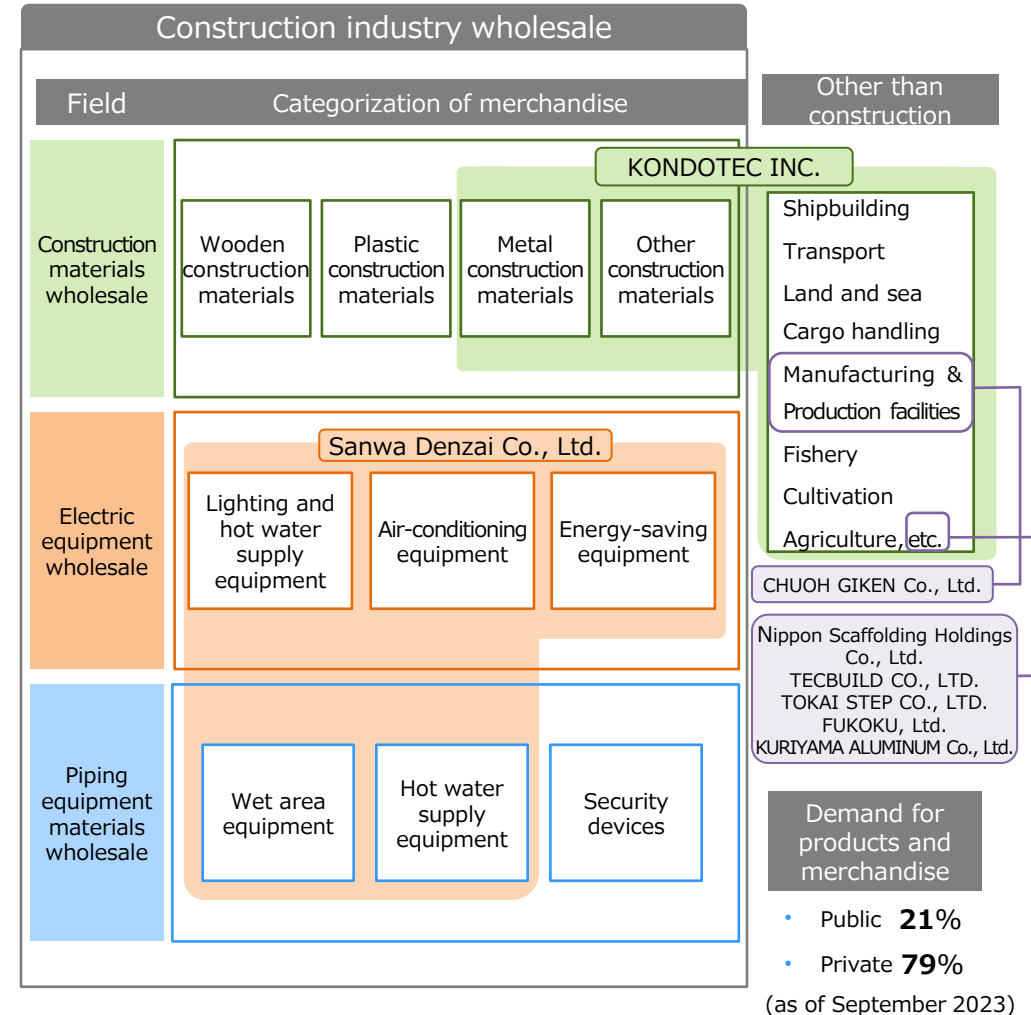 Construction industry wholesale
Field
Categorization of merchandise
Other than
construction
KONDOTEC INC.
Construction
materials
wholesale
Wooden
construction
materials
Plastic
construction
materials
Metal
construction
materials
Other
construction
materials
Shipbuilding
Transport
Land and sea
Cargo handling
Manufacturing &
Production facilities
Fishery
Cultivation
Agriculture, etc.
Sanwa Denzai Co., Ltd.
Electric
equipment
wholesale
Lighting and
hot water
supply
equipment
Air-conditioning
equipment
Energy-saving
equipment
CHUOH GIKEN Co., Ltd.
Nippon Scaffolding Holdings
Co., Ltd.
TECBUILD CO., LTD.
TOKAI STEP CO., LTD.
FUKOKU, Ltd.
KURIYAMA ALUMINUM Co., Ltd.
Piping
equipment
materials
wholesale
Wet area
equipment
Hot water
supply
equipment
Security
devices
Demand for
products and
merchandise
• Public 21%
• Private 79%
(as of September 2023)